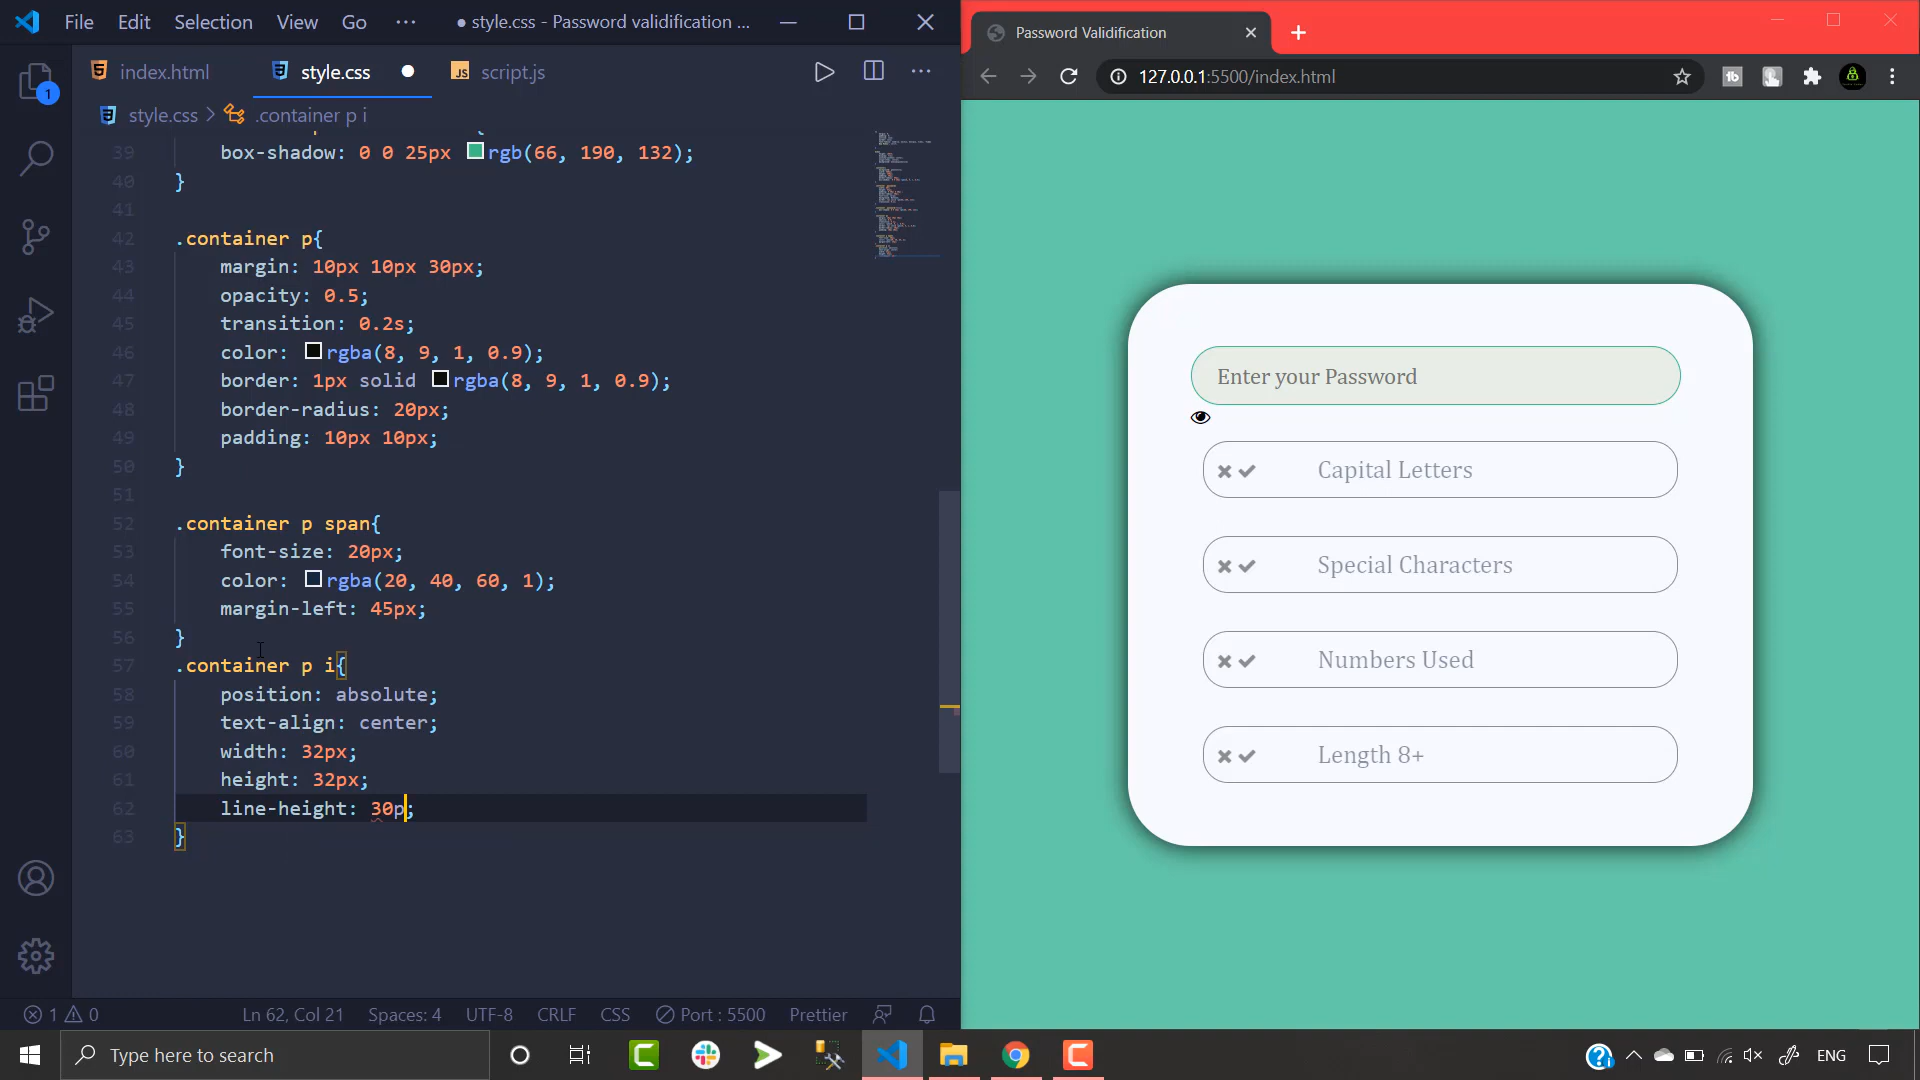 File Edit Selection View Go ··· ● style.css - Password validification ...
index.html style.css ● JS script.js
style.css > .container p i
39 box-shadow: 0 0 25px rgb(66, 190, 132);
40 }
41
42 .container p{
43 margin: 10px 10px 30px;
44 opacity: 0.5;
45 transition: 0.2s;
46 color: rgba(8, 9, 1, 0.9);
47 border: 1px solid rgba(8, 9, 1, 0.9);
48 border-radius: 20px;
49 padding: 10px 10px;
50 }
51
52 .container p span{
53 font-size: 20px;
54 color: rgba(20, 40, 60, 1);
55 margin-left: 45px;
56 }
57 .container p i{
58 position: absolute;
59 text-align: center;
60 width: 32px;
61 height: 32px;
62 line-height: 30p;
63 }
1
1 0 Ln 62, Col 21 Spaces: 4 UTF-8 CRLF CSS Port : 5500 Prettier
Password Validification
127.0.0.1:5500/index.html
Enter your Password
Capital Letters
Special Characters
Numbers Used
Length 8+
Type here to search
ENG